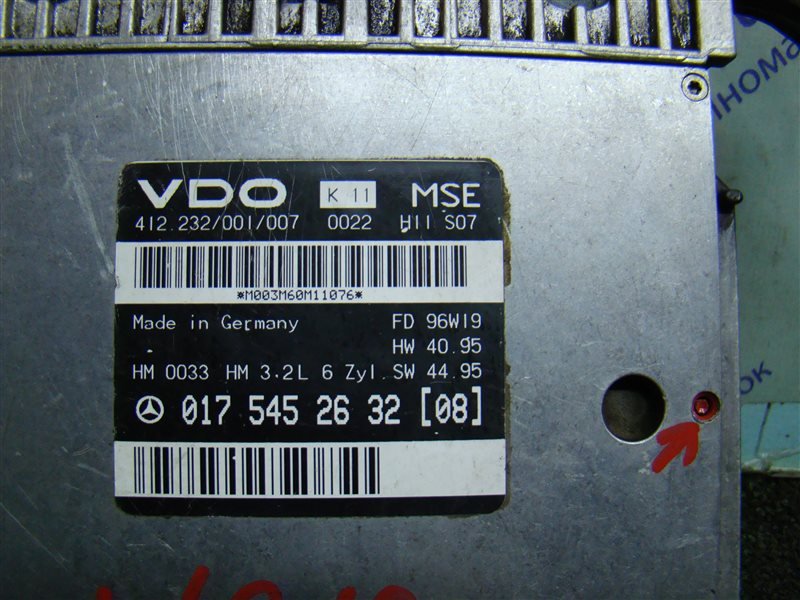 VDO K 11 MSE
412.232/001/007 0022 H11 S07
*M003M60M11076*
Made in Germany FD 96W19
HW 40.95
HM 0033 HM 3.2L 6 Zyl. SW 44.95
017 545 26 32 [08]